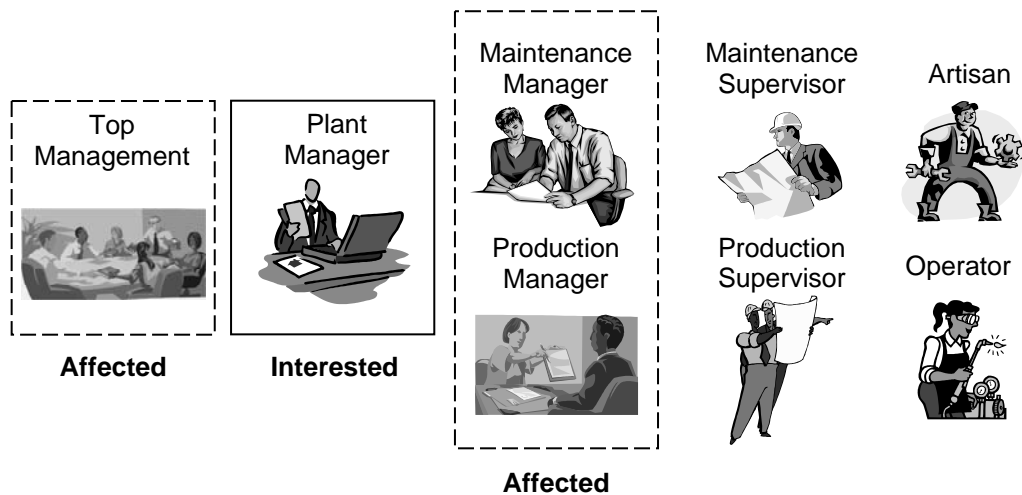 Top
Management
Affected
Plant
Manager
Interested
Maintenance
Manager
Production
Manager
Affected
Maintenance
Supervisor
Production
Supervisor
Artisan
Operator